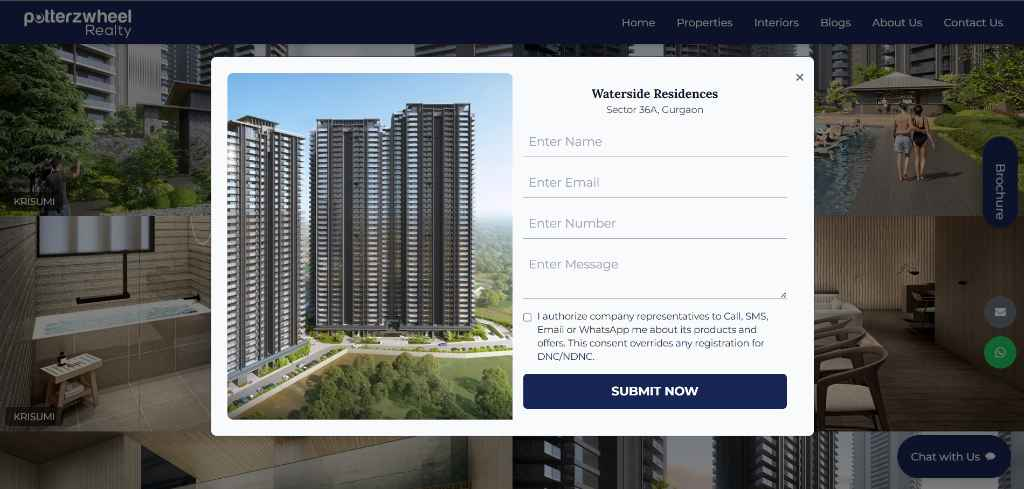 potterzwheel
Realty
Home
Properties
Interiors
Blogs
About Us
Contact Us
×
Waterside Residences
Sector 36A, Curgaon
Enter Name
Enter Email
Enter Number
Enter Message
I authorize company representatives to Call, SMS,
Email or WhatsApp me about its products and
offers. This consent overrides any registration for
DNC/NDNC.
SUBMIT NOW
KRISUMI
KRISUMI
Brochure
Chat with Us